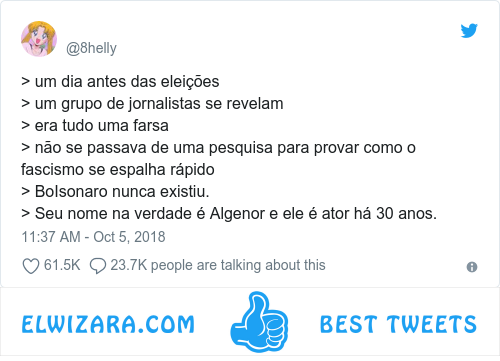 @8helly
> um dia antes das eleições
> um grupo de jornalistas se revelam
> era tudo uma farsa
> não se passava de uma pesquisa para provar como o
fascismo se espalha rápido
> Bolsonaro nunca existiu.
> Seu nome na verdade é Algenor e ele é ator há 30 anos.
11:37 AM - Oct 5, 2018
61.5K 23.7K people are talking about this
ELWIZARA.COM BEST TWEETS